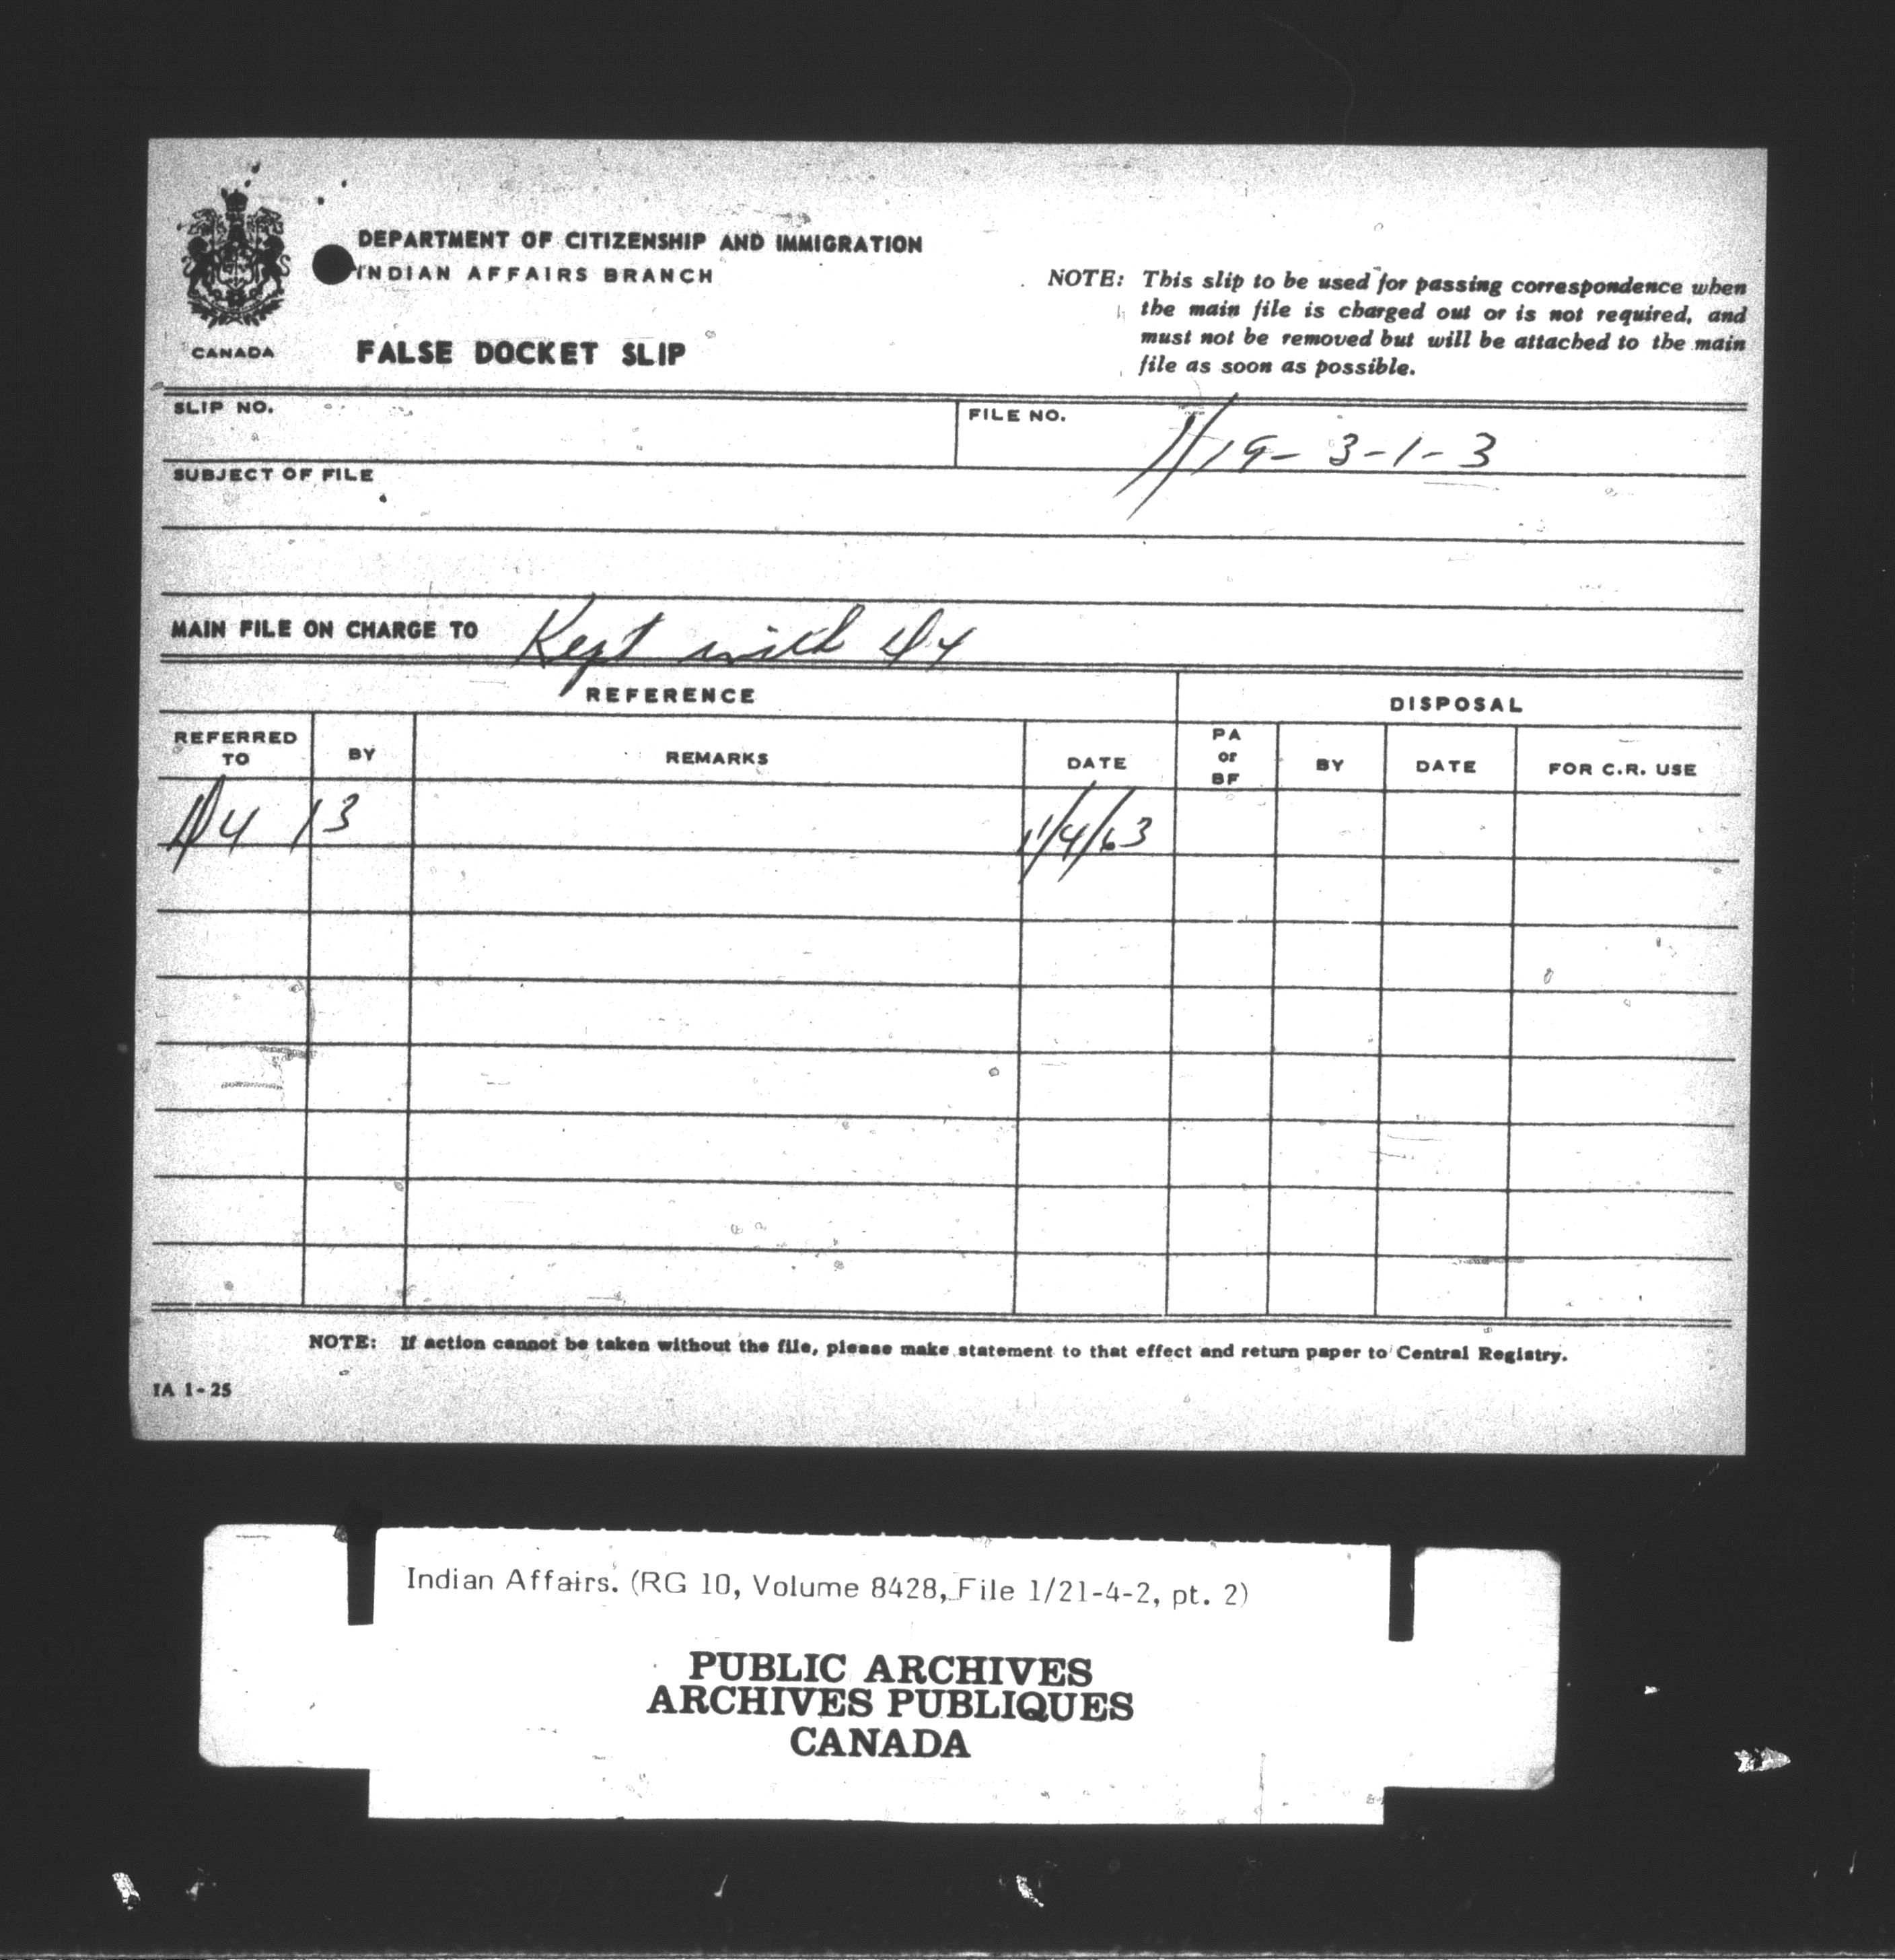 DEPARTMENT OF CITIZENSHIP AND IMMIGRATION
INDIAN AFFAIRS BRANCH
CANADA
FALSE DOCKET SLIP
NOTE: This slip to be used for passing correspondence when
the main file is charged out or is not required, and
must not be removed but will be attached to the main
file as soon as possible.
SLIP NO.
FILE NO. 1/19-3-1-3
SUBJECT OF FILE
MAIN FILE ON CHARGE TO Kept with
REFERENCE
DISPOSAL
REFERRED TO
BY
REMARKS
DATE
PA or BF
BY
DATE
FOR C.R. USE
13
1/4/63
NOTE: If action cannot be taken without the file, please make statement to that effect and return paper to Central Registry.
IA 1-25
Indian Affairs. (RG 10, Volume 8428, File 1/21-4-2, pt. 2)
PUBLIC ARCHIVES
ARCHIVES PUBLIQUES
CANADA